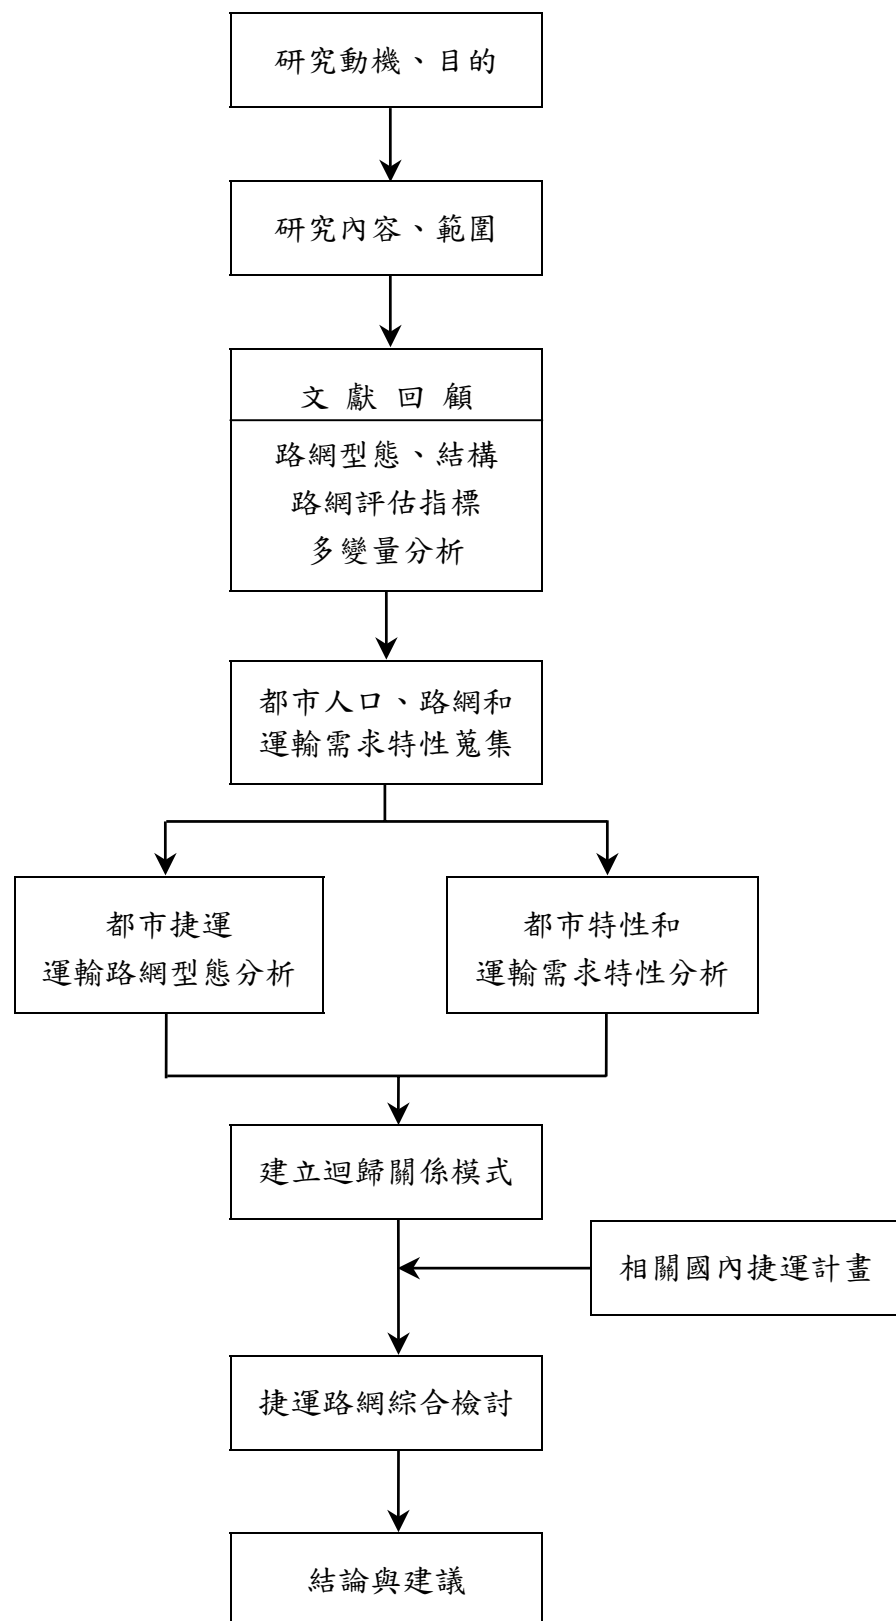 研究動機、目的
研究內容、範圍
文獻回顧
路網型態、結構
路網評估指標
多變量分析
都市人口、路網和
運輸需求特性蒐集
都市捷運
運輸路網型態分析
都市特性和
運輸需求特性分析
建立迴歸關係模式
相關國內捷運計畫
捷運路網綜合檢討
結論與建議